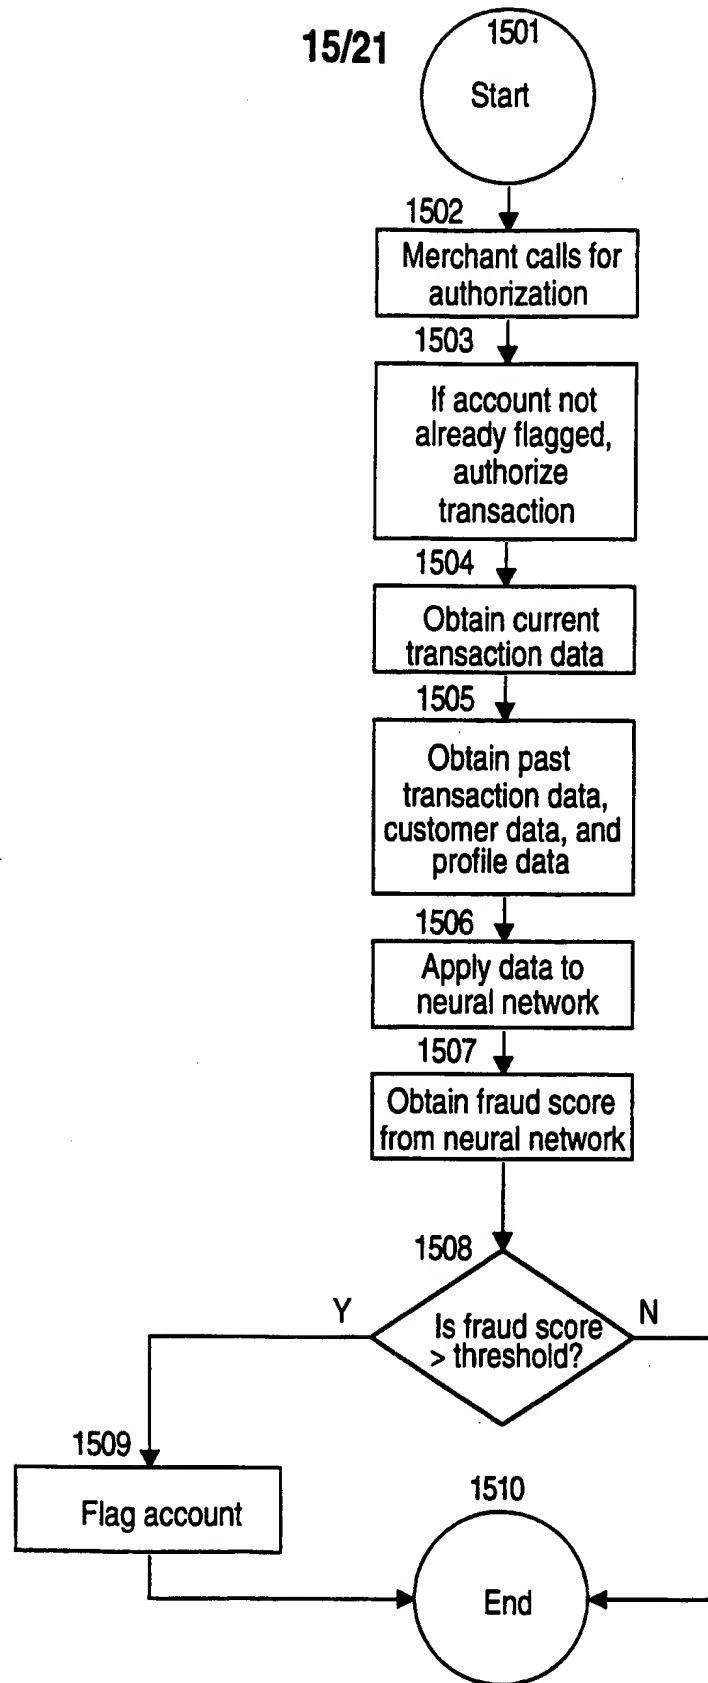 15/21
1501
Start
1502
Merchant calls for
authorization
1503
If account not
already flagged,
authorize
transaction
1504
Obtain current
transaction data
1505
Obtain past
transaction data,
customer data, and
profile data
1506
Apply data to
neural network
1507
Obtain fraud score
from neural network
1508
Y
N
Is fraud score
> threshold?
1509
Flag account
1510
End